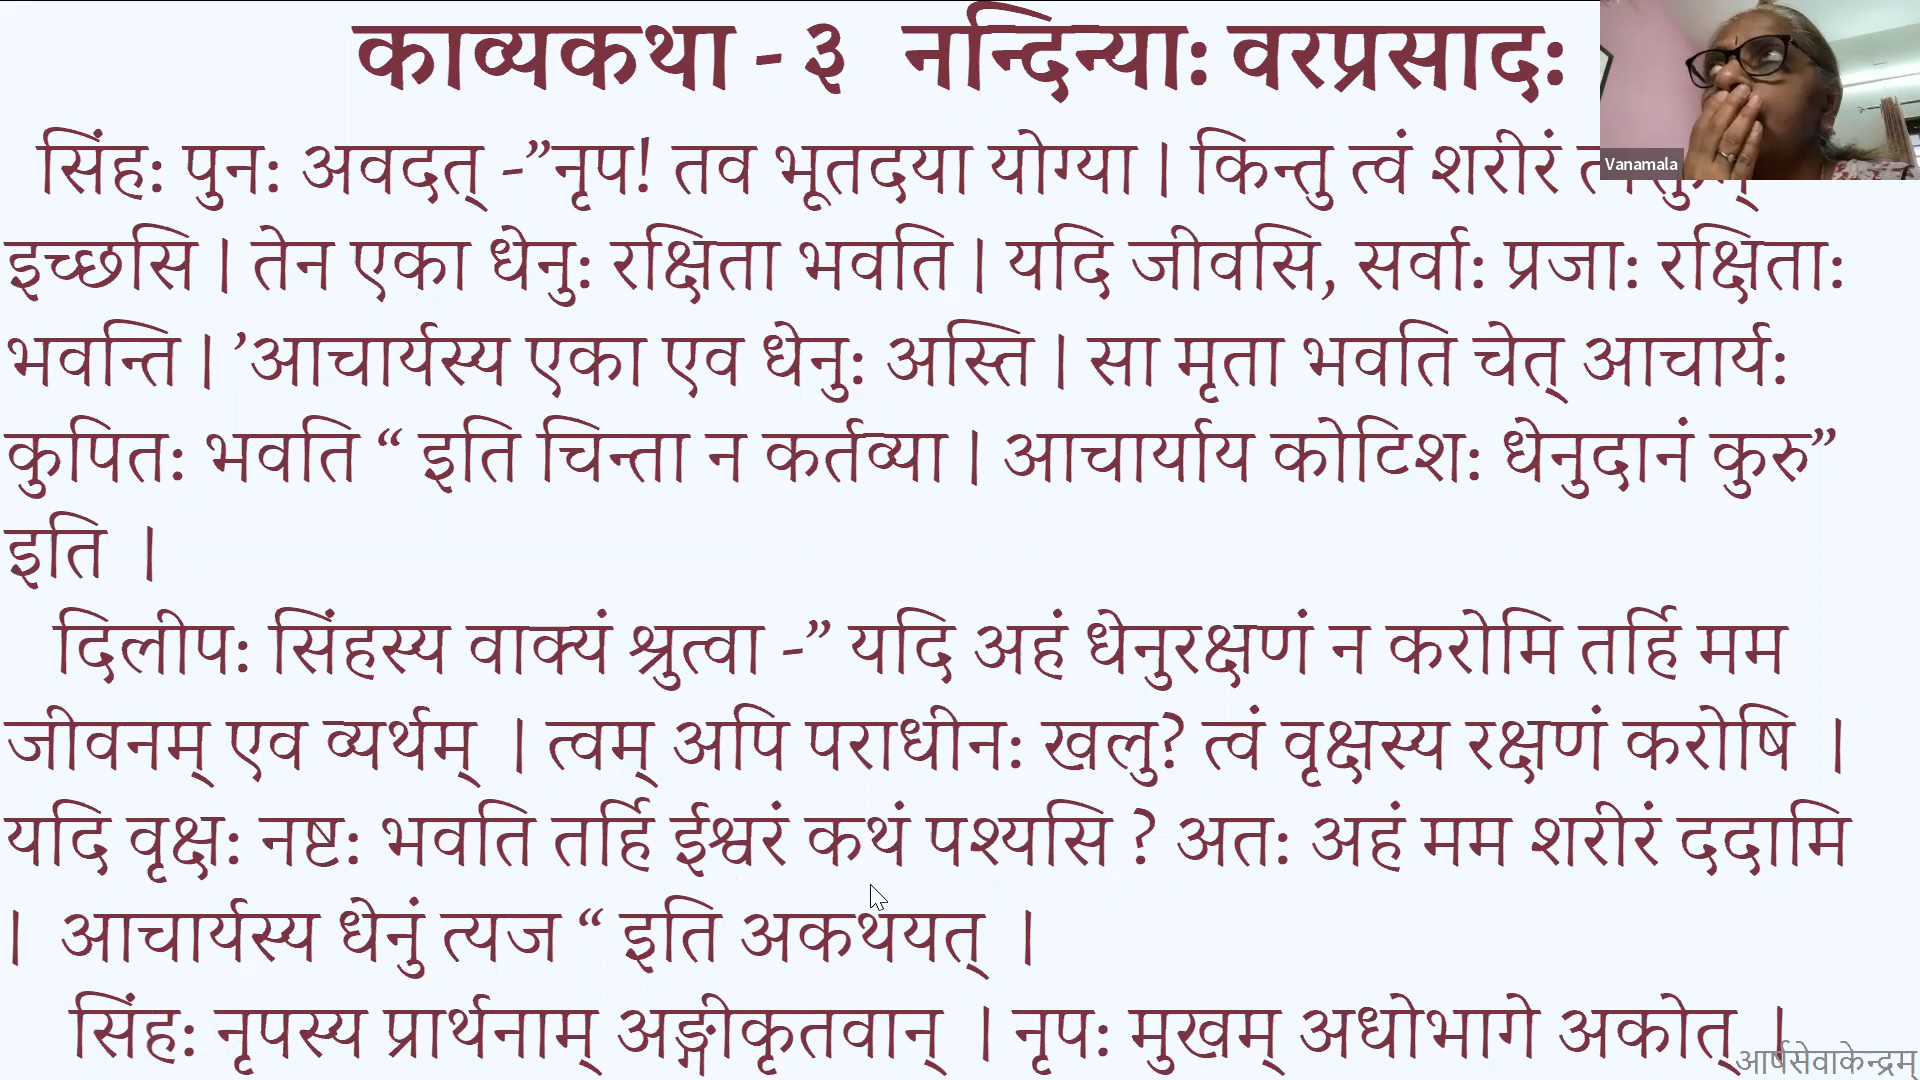 काव्यकथा - ३ नन्दिन्याः वरप्रसादः
सिंहः पुनः अवदत् -”नृप! तव भूतदया योग्या | किन्तु त्वं शरीरं
इच्छसि | तेन एका धेनुः रक्षिता भवति | यदि जीवसि, सर्वाः प्रजाः रक्षिताः
भवन्ति | ’आचार्यस्य एका एव धेनुः अस्ति | सा मृता भवति चेत् आचार्यः
कुपितः भवति “ इति चिन्ता न कर्तव्या | आचार्याय कोटिशः धेनुदानं कुरु”
इति |
दिलीपः सिंहस्य वाक्यं श्रुत्वा -” यदि अहं धेनुरक्षणं न करोमि तर्हि मम
जीवनम् एव व्यर्थम् | त्वम् अपि पराधीनः खलु? त्वं वृक्षस्य रक्षणं करोषि |
यदि वृक्षः नष्टः भवति तर्हि ईश्वरं कथं पश्यसि ? अतः अहं मम शरीरं ददामि
| आचार्यस्य धेनुं त्यज “ इति अकथयत् |
सिंहः नृपस्य प्रार्थनाम् अङ्गीकृतवान् | नृपः मुखम् अधोभागे अकोत् |
Vanamala
आर्षसेवाकेन्द्रम्